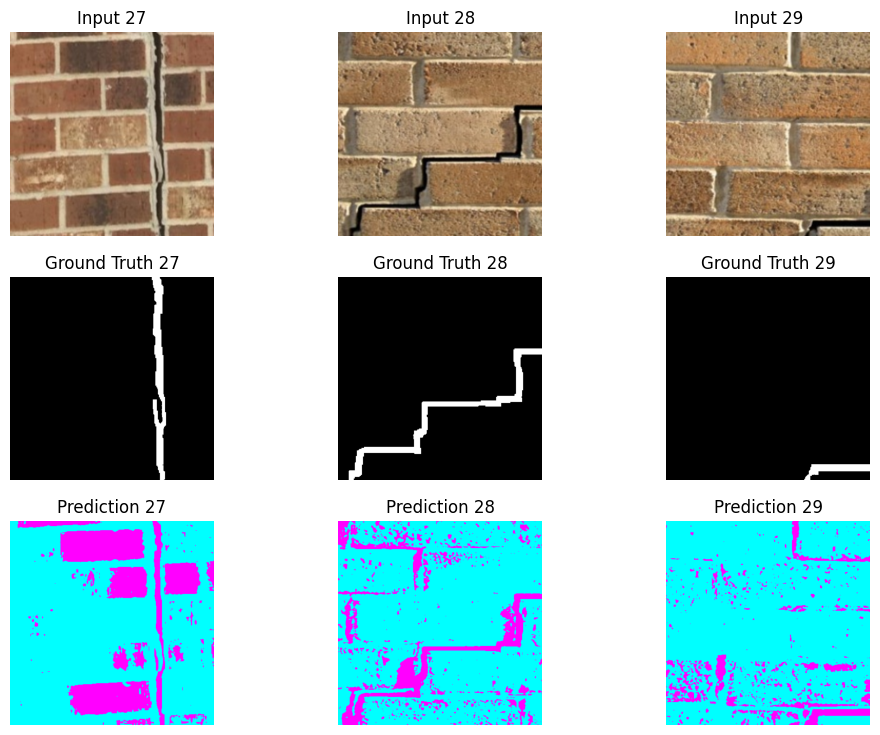 Input 27
Input 28
Input 29
Ground Truth 27
Ground Truth 28
Ground Truth 29
Prediction 27
Prediction 28
Prediction 29